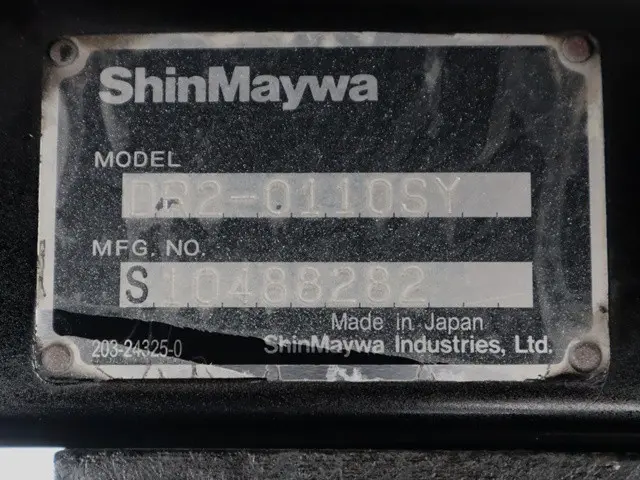 ShinMaywa
MODEL
DR2-0110SY
MFG. NO.
S10488282
Made in Japan
203-24325-0 ShinMaywa Industries, Ltd.